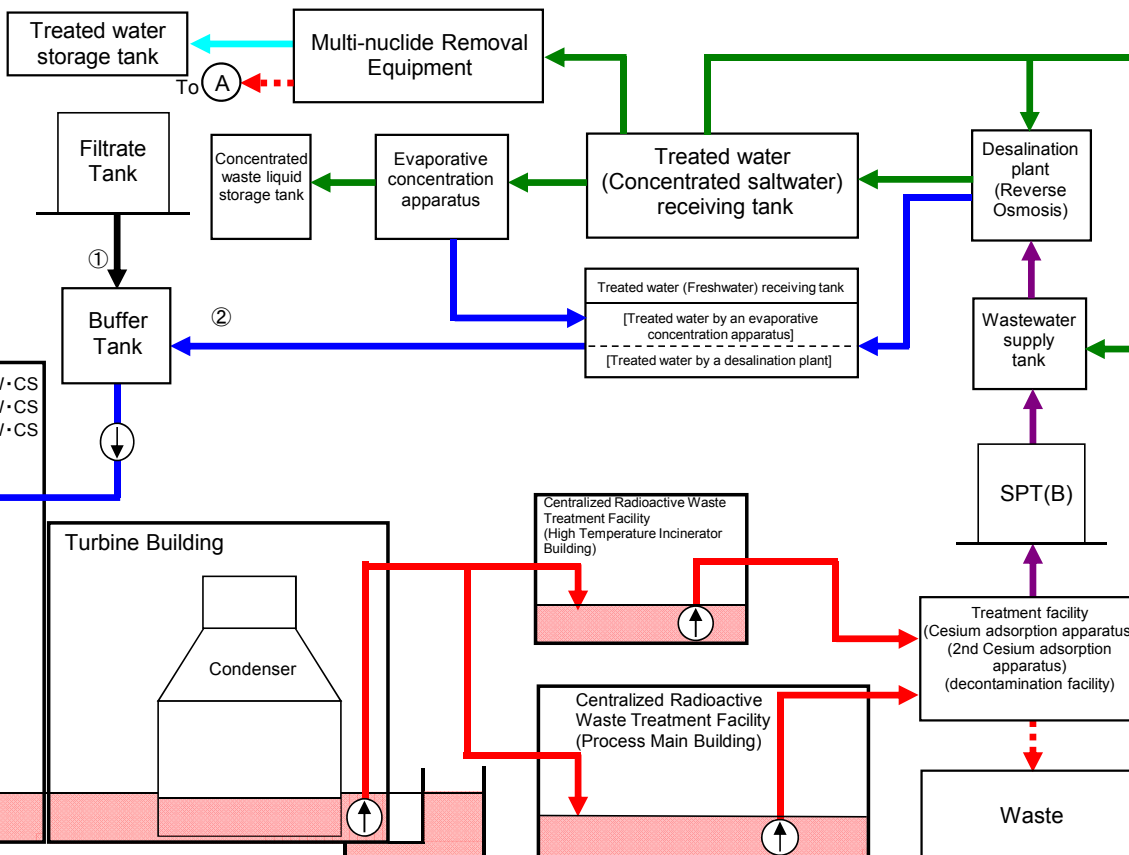 Treated water
storage tank
Multi-nuclide Removal
Equipment
To A
Filtrate
Tank
Concentrated
waste liquid
storage tank
Evaporative
concentration
apparatus
Treated water
(Concentrated saltwater)
receiving tank
Desalination
plant
(Reverse
Osmosis)
①
②
Buffer
Tank
Treated water (Freshwater) receiving tank
[Treated water by an evaporative
concentration apparatus]
[Treated water by a desalination plant]
Wastewater
supply
tank
・CS
・CS
・CS
SPT(B)
Turbine Building
Condenser
Centralized Radioactive Waste
Treatment Facility
(High Temperature Incinerator
Building)
Centralized Radioactive
Waste Treatment Facility
(Process Main Building)
Treatment facility
(Cesium adsorption apparatus
(2nd Cesium adsorption
apparatus)
(decontamination facility)
Waste